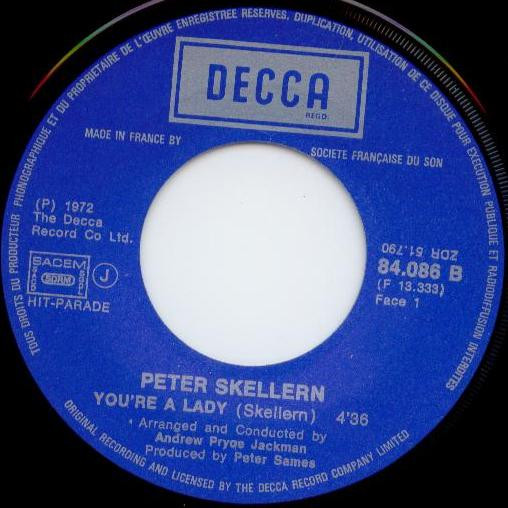 TOUS DROITS DU PRODUCTEUR PHONOGRAPHIQUE ET DU PROPRIETAIRE DE L'ŒUVRE ENREGISTREE RESERVES. DUPLICATION, UTILISATION DE CE DISQUE POUR EXECUTION PUBLIQUE ET RADIODIFFUSION INTERDITES
DECCA
REGD.
MADE IN FRANCE BY
SOCIETE FRANÇAISE DU SON
(P) 1972
The Decca
Record Co Ltd.
SACEM
SACD
SDRM
SGDL
J
HIT-PARADE
ZDR 51.790
84.086 B
(F 13.333)
Face 1
PETER SKELLERN
YOU'RE A LADY (Skellern) 4'36
Arranged and Conducted by
Andrew Pryce Jackman
Produced by Peter Sames
ORIGINAL RECORDING AND LICENSED BY THE DECCA RECORD COMPANY LIMITED